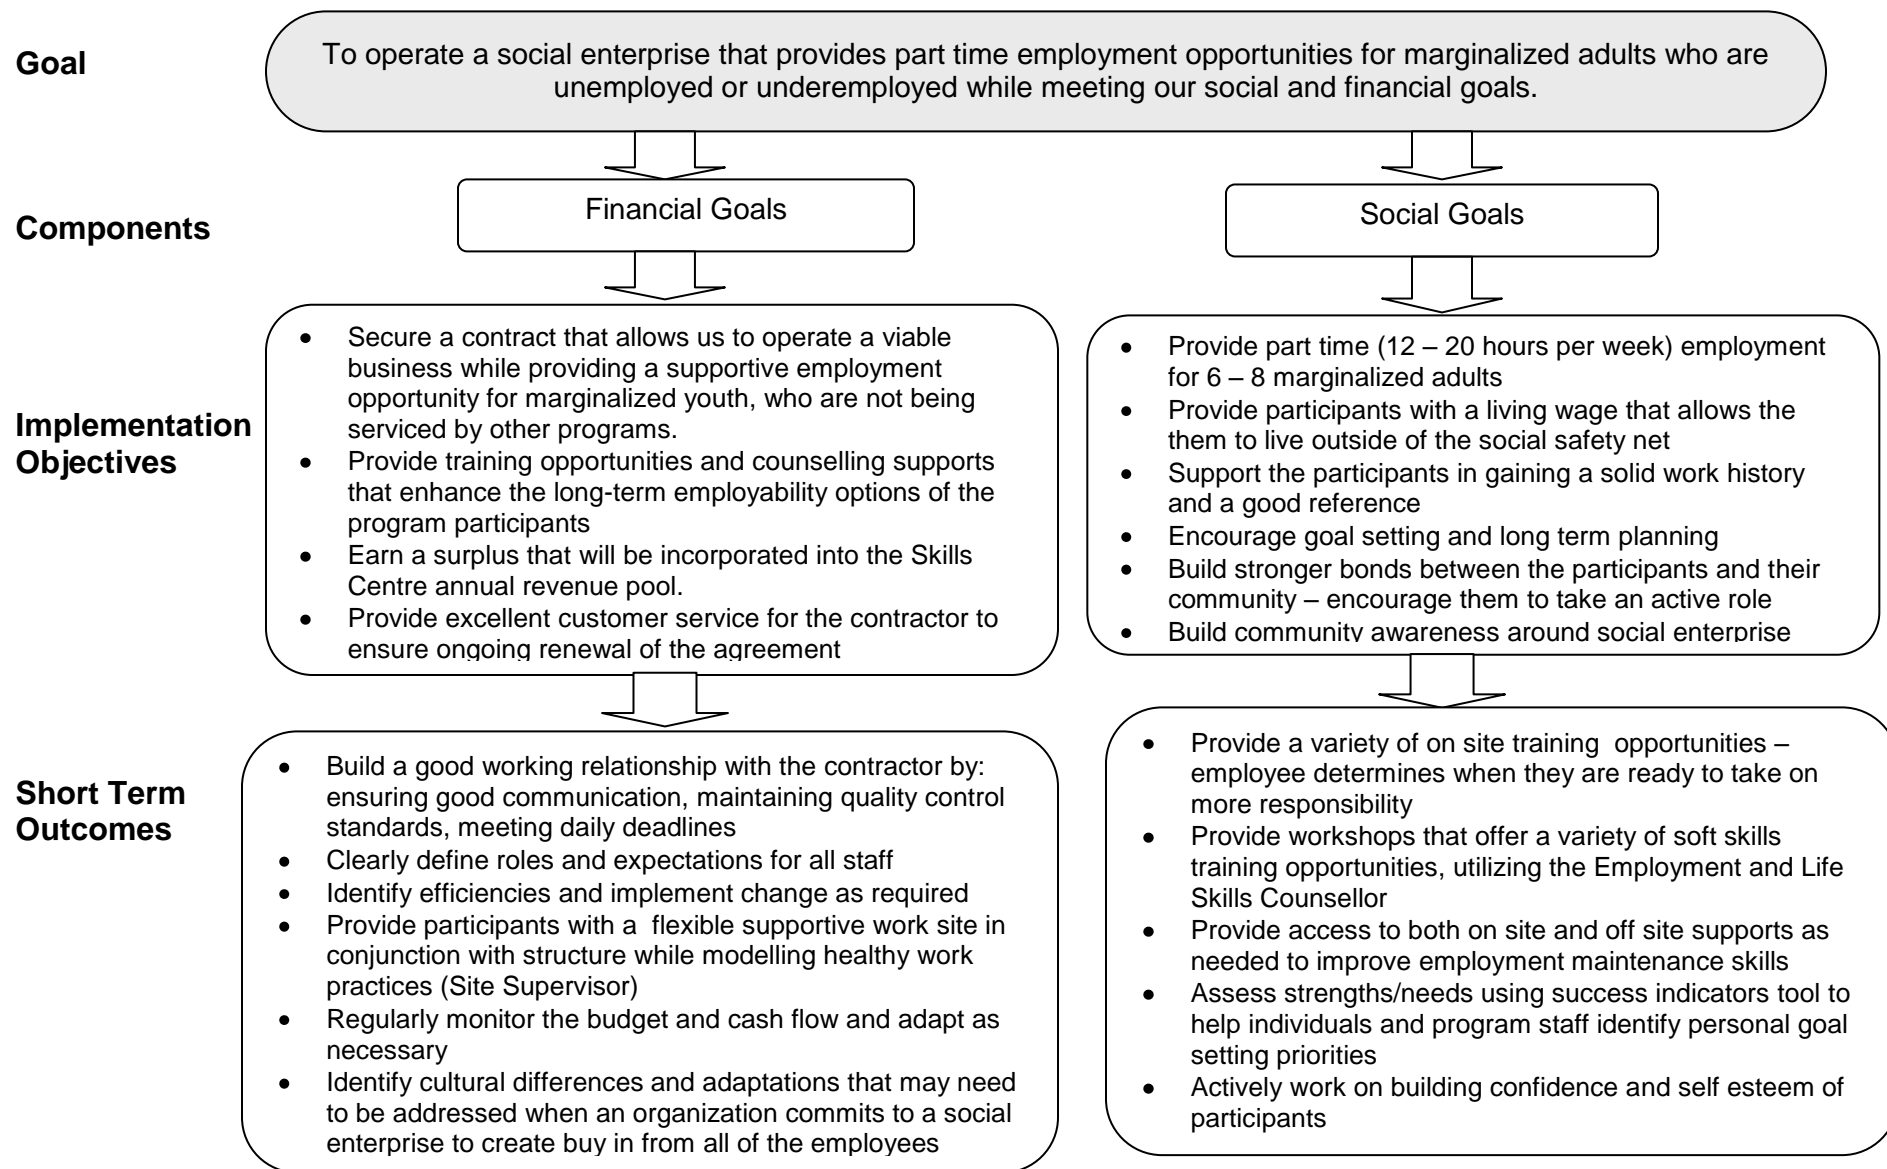 Goal
To operate a social enterprise that provides part time employment opportunities for marginalized adults who are
unemployed or underemployed while meeting our social and financial goals.
Components
Financial Goals
Social Goals
Implementation
Objectives
• Secure a contract that allows us to operate a viable
business while providing a supportive employment
opportunity for marginalized youth, who are not being
serviced by other programs.
• Provide training opportunities and counselling supports
that enhance the long-term employability options of the
program participants
• Earn a surplus that will be incorporated into the Skills
Centre annual revenue pool.
• Provide excellent customer service for the contractor to
ensure ongoing renewal of the agreement
• Provide part time (12 – 20 hours per week) employment
for 6 – 8 marginalized adults
• Provide participants with a living wage that allows the
them to live outside of the social safety net
• Support the participants in gaining a solid work history
and a good reference
• Encourage goal setting and long term planning
• Build stronger bonds between the participants and their
community – encourage them to take an active role
• Build community awareness around social enterprise
Short Term
Outcomes
• Build a good working relationship with the contractor by:
ensuring good communication, maintaining quality control
standards, meeting daily deadlines
• Clearly define roles and expectations for all staff
• Identify efficiencies and implement change as required
• Provide participants with a flexible supportive work site in
conjunction with structure while modelling healthy work
practices (Site Supervisor)
• Regularly monitor the budget and cash flow and adapt as
necessary
• Identify cultural differences and adaptations that may need
to be addressed when an organization commits to a social
enterprise to create buy in from all of the employees
• Provide a variety of on site training opportunities –
employee determines when they are ready to take on
more responsibility
• Provide workshops that offer a variety of soft skills
training opportunities, utilizing the Employment and Life
Skills Counsellor
• Provide access to both on site and off site supports as
needed to improve employment maintenance skills
• Assess strengths/needs using success indicators tool to
help individuals and program staff identify personal goal
setting priorities
• Actively work on building confidence and self esteem of
participants